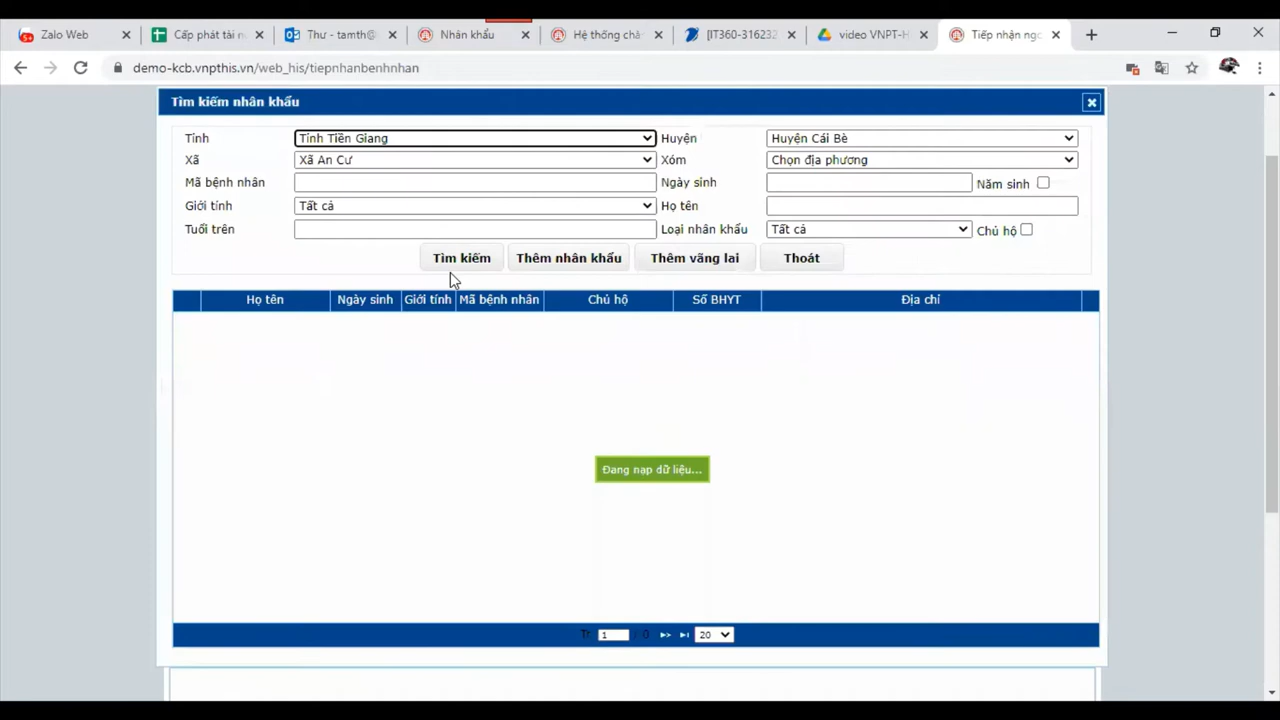 Zalo Web
Cấp phát tài n
Thư - tamth@
Nhân khẩu
Hệ thống chă
[IT360-316232
video VNPT-H
Tiếp nhận ngo
demo-kcb.vnpthis.vn/web_his/tiepnhanbenhnhan
Tìm kiếm nhân khẩu
Tỉnh Tỉnh Tiền Giang Huyện Huyện Cái Bè
Xã Xã An Cư Xóm Chọn địa phương
Mã bệnh nhân Ngày sinh Năm sinh
Giới tính Tất cả Họ tên
Tuổi trên Loại nhân khẩu Tất cả Chủ hộ
Tìm kiếm Thêm nhân khẩu Thêm vãng lai Thoát
Họ tên Ngày sinh Giới tính Mã bệnh nhân Chủ hộ Số BHYT Địa chỉ
Đang nạp dữ liệu...
Tr 1 / 0 20